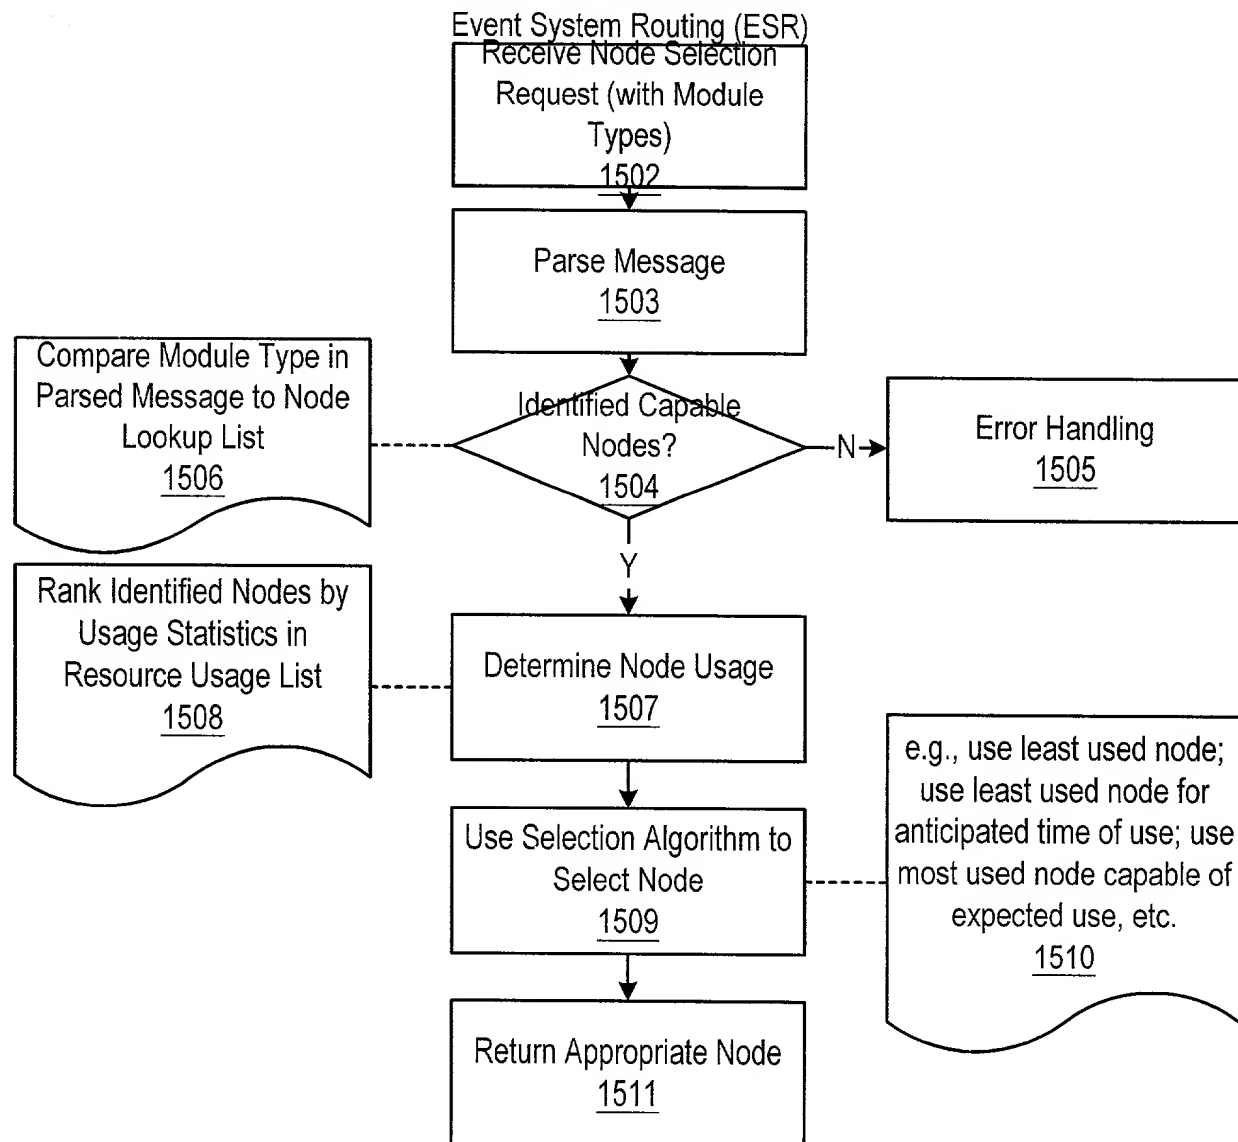 Event System Routing (ESR)
Receive Node Selection
Request (with Module
Types)
1502
Parse Message
1503
Compare Module Type in
Parsed Message to Node
Lookup List
1506
Identified Capable
Nodes?
1504
N
Error Handling
1505
Y
Rank Identified Nodes by
Usage Statistics in
Resource Usage List
1508
Determine Node Usage
1507
Use Selection Algorithm to
Select Node
1509
e.g., use least used node;
use least used node for
anticipated time of use; use
most used node capable of
expected use, etc.
1510
Return Appropriate Node
1511